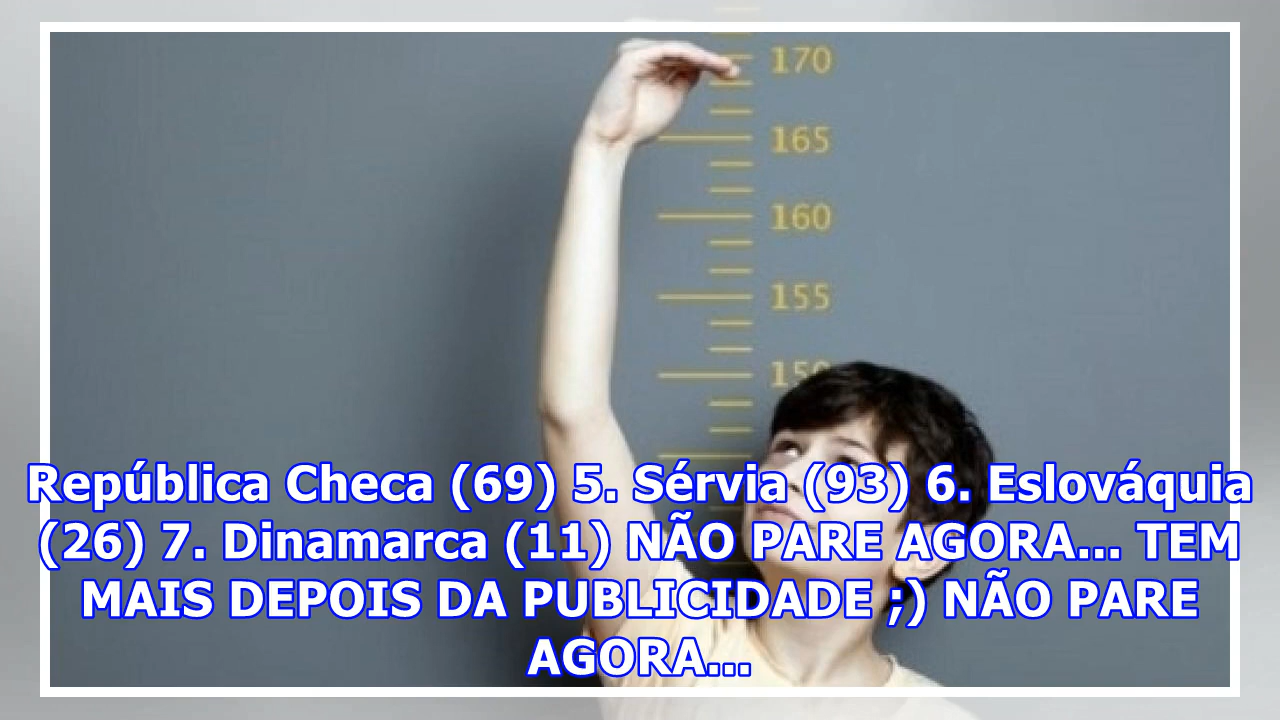 170
165
160
155
150
República Checa (69) 5. Sérvia (93) 6. Eslováquia
(26) 7. Dinamarca (11) NÃO PARE AGORA... TEM
MAIS DEPOIS DA PUBLICIDADE ;) NÃO PARE
AGORA...